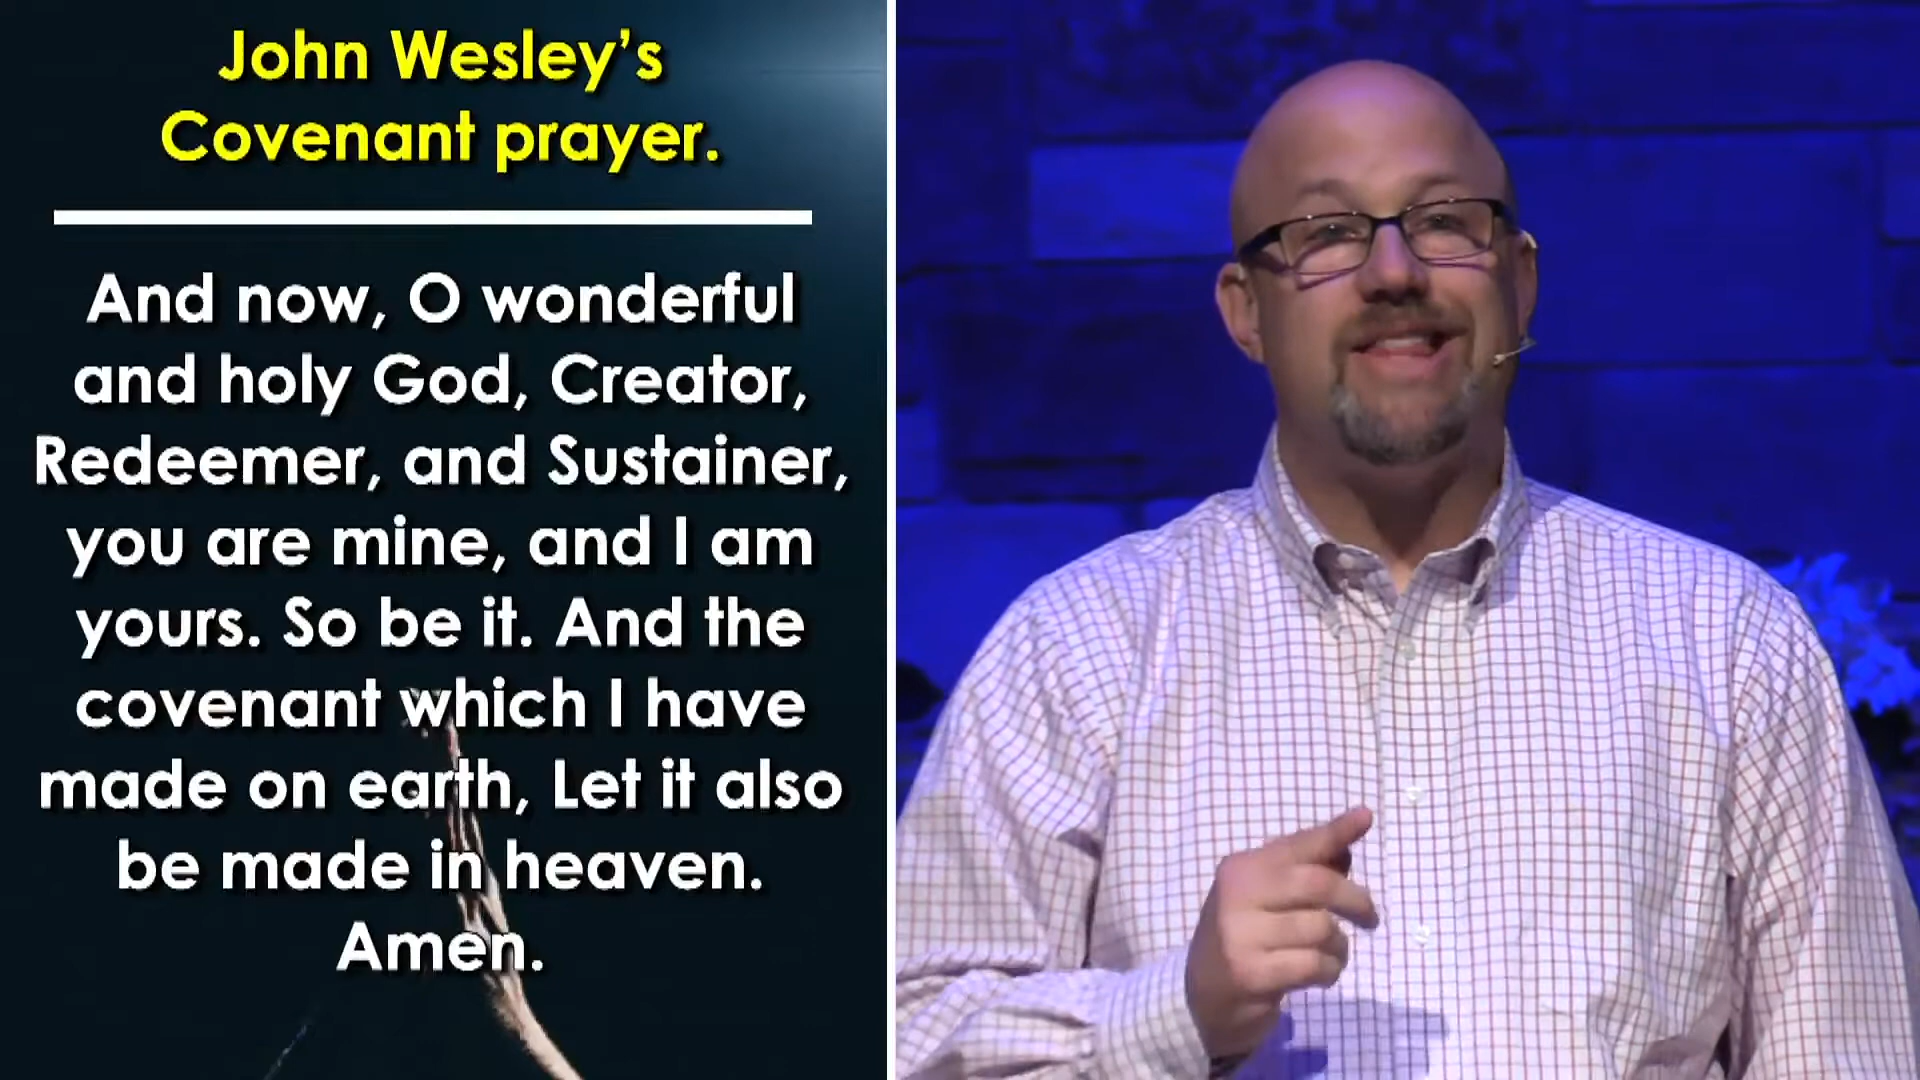 John Wesley’s
Covenant prayer.
And now, O wonderful
and holy God, Creator,
Redeemer, and Sustainer,
you are mine, and I am
yours. So be it. And the
covenant which I have
made on earth, Let it also
be made in heaven.
Amen.